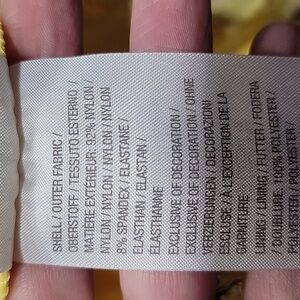 SHELL / OUTER FABRIC /
OBERSTOFF / TESSUTO ESTERNO /
MATIÈRE EXTÉRIEUR: 92% NYLON /
NYLON / NYLON / NYLON
8% SPANDEX / ELASTANE /
ELASTHAN / ELASTAN /
ÉLASTHANNE
EXCLUSIVE OF DECORATION /
EXCLUSIVE OF DECORATION / OHNE
VERZIERUNGEN / DECORAZIONI
ESCLUSE / A L'EXCEPTION DE LA
GARNITURE
LINING / LINING / FUTTER / FODERA
/ DOUBLURE: 100% POLYESTER /
POLYESTER / POLYESTER /